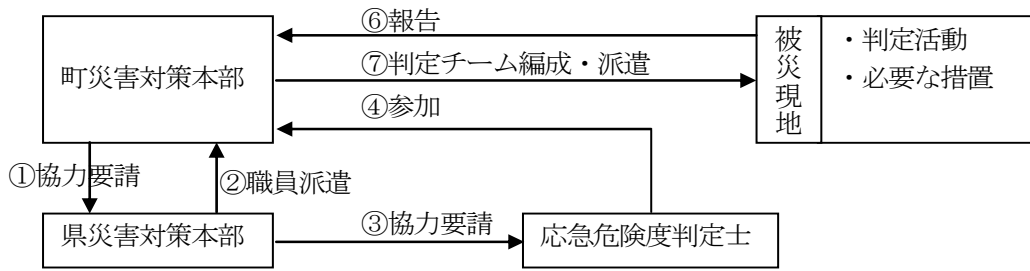 ⑥報告
町災害対策本部
⑦判定チーム編成・派遣
④参加
被災現地
・判定活動
・必要な措置
①協力要請
②職員派遣
県災害対策本部
③協力要請
応急危険度判定士